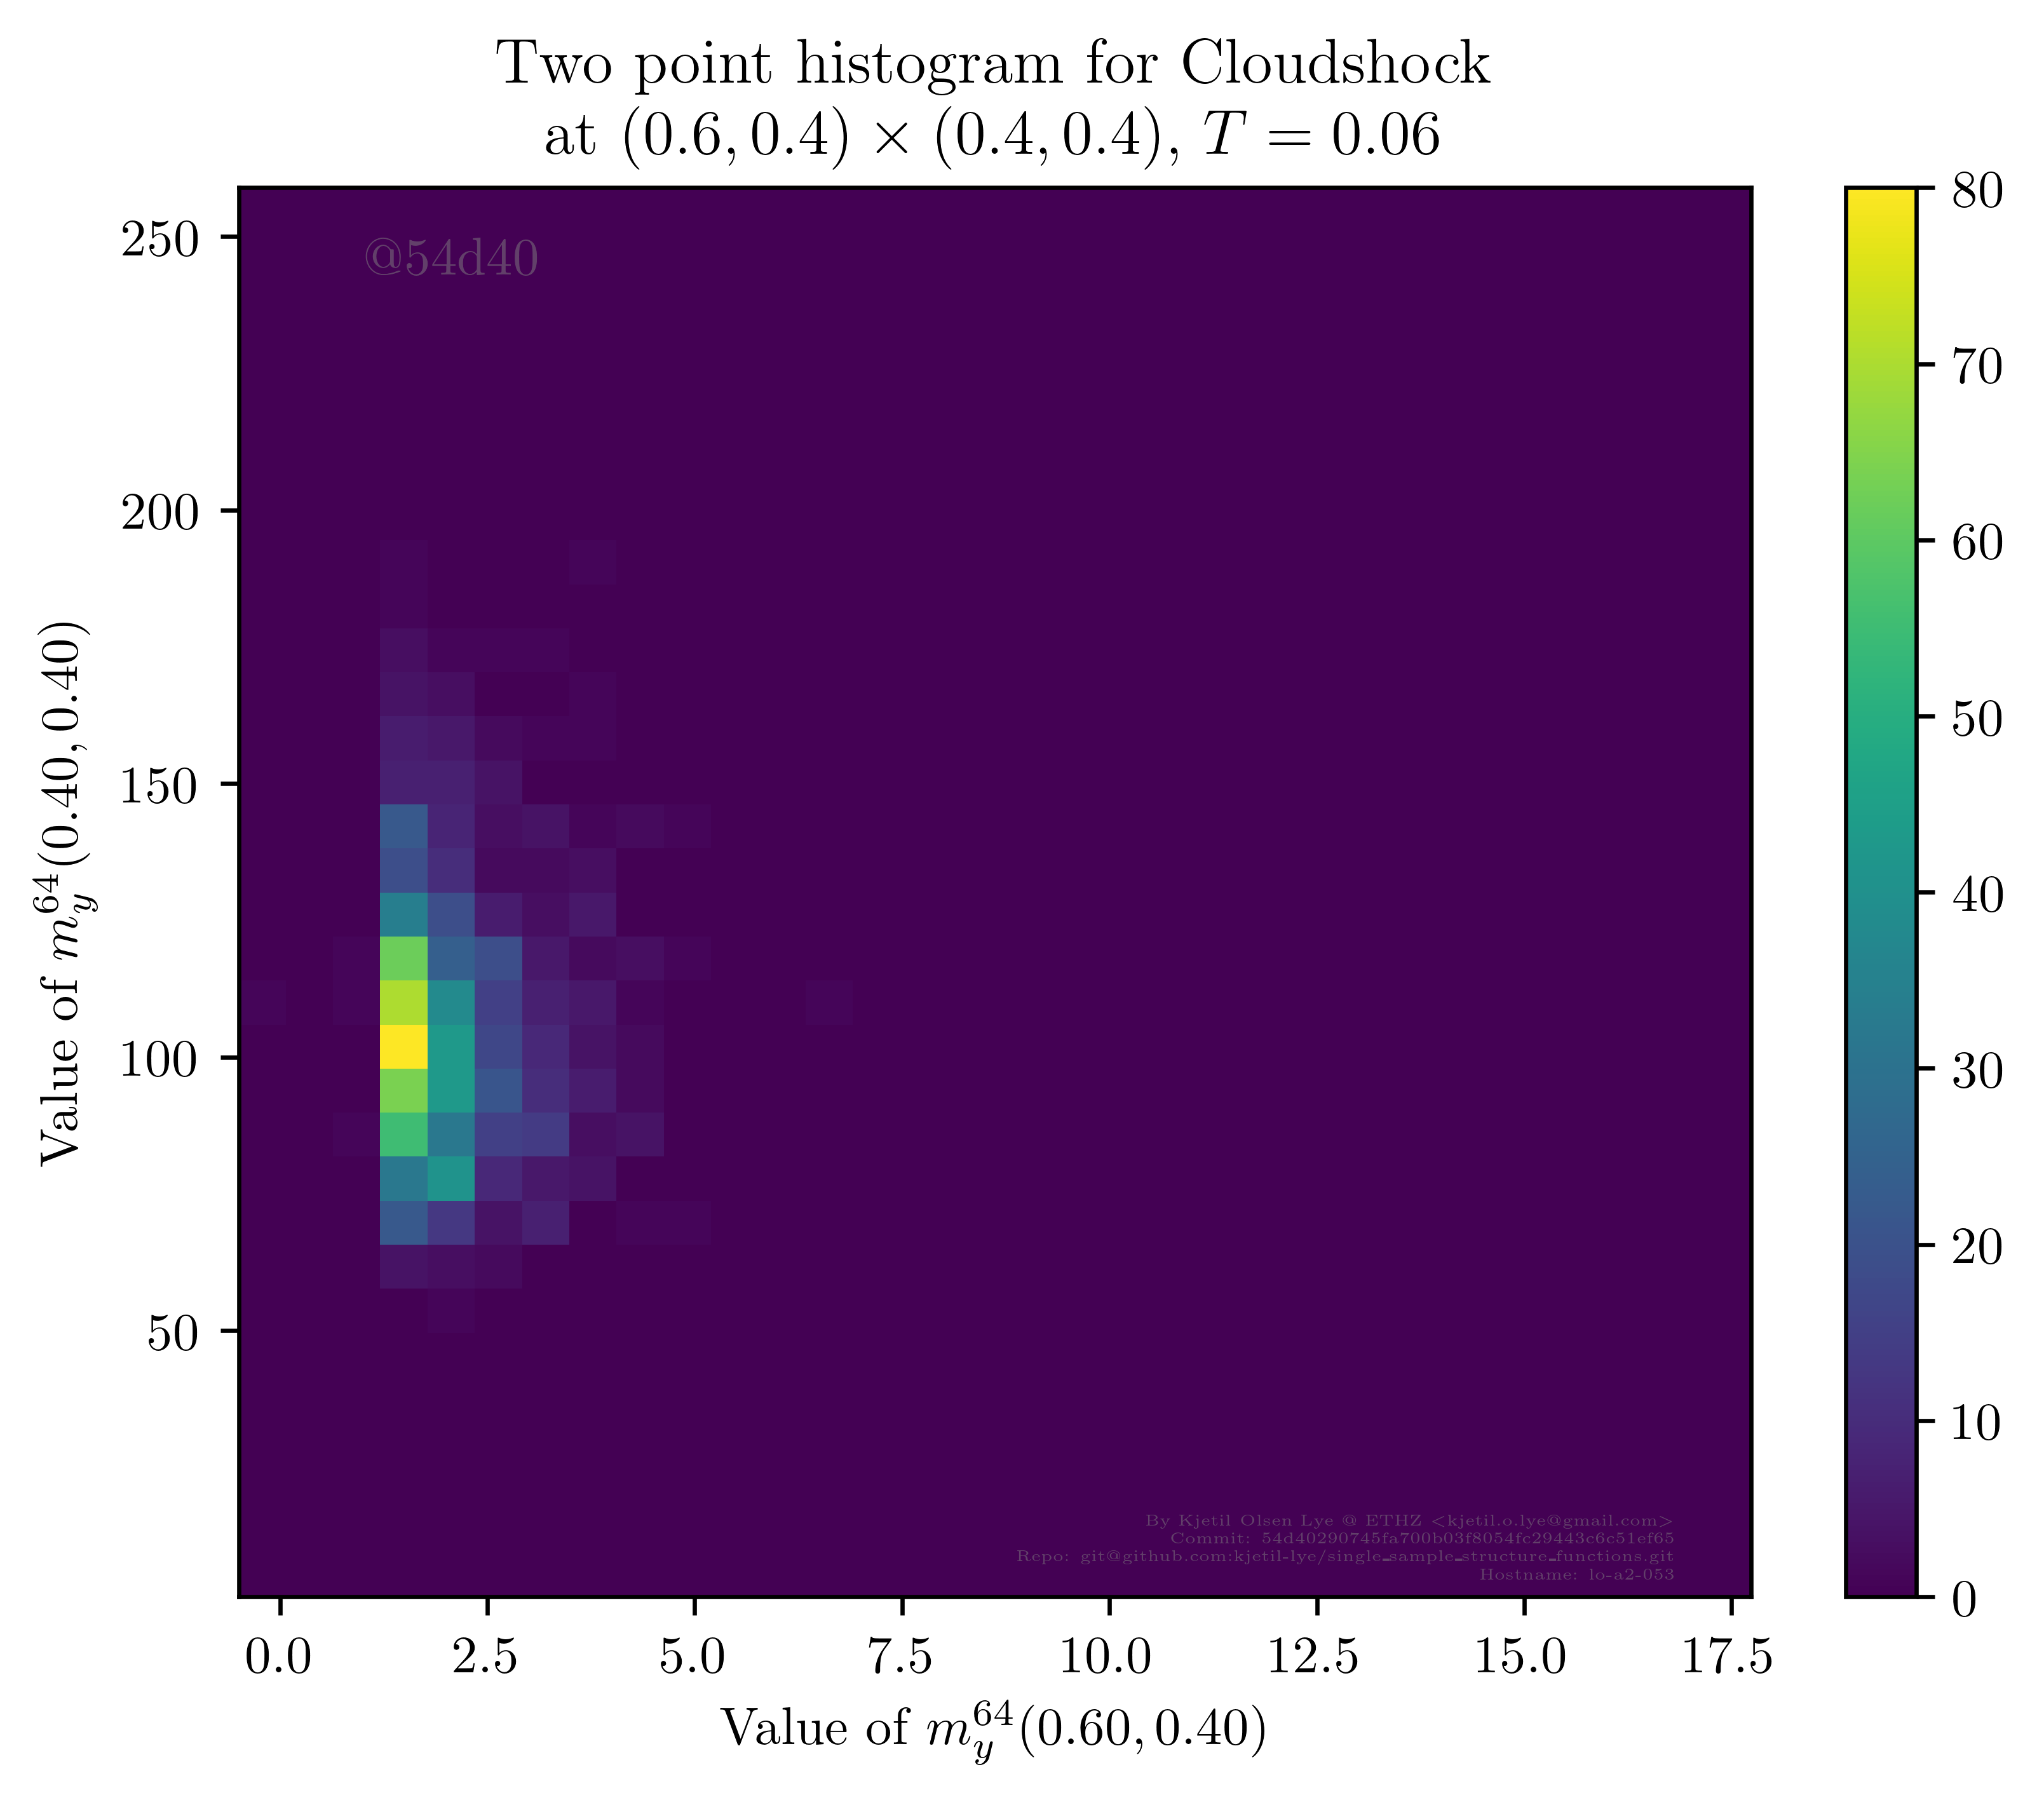 Two point histogram for Cloudshock
at (0.6, 0.4) × (0.4, 0.4), T = 0.06
@54d40
250
200
150
100
50
Value of m_y^64(0.40, 0.40)
0.0 2.5 5.0 7.5 10.0 12.5 15.0 17.5
Value of m_y^64(0.60, 0.40)
80
70
60
50
40
30
20
10
0
By Kjetil Olsen Lye @ ETHZ <kjetil.o.lye@gmail.com>
Commit: 54d40290745fa700b03f8054fc29443c6c51ef65
Repo: git@github.com:kjetil-lye/single_sample_structure_functions.git
Hostname: lo-a2-053